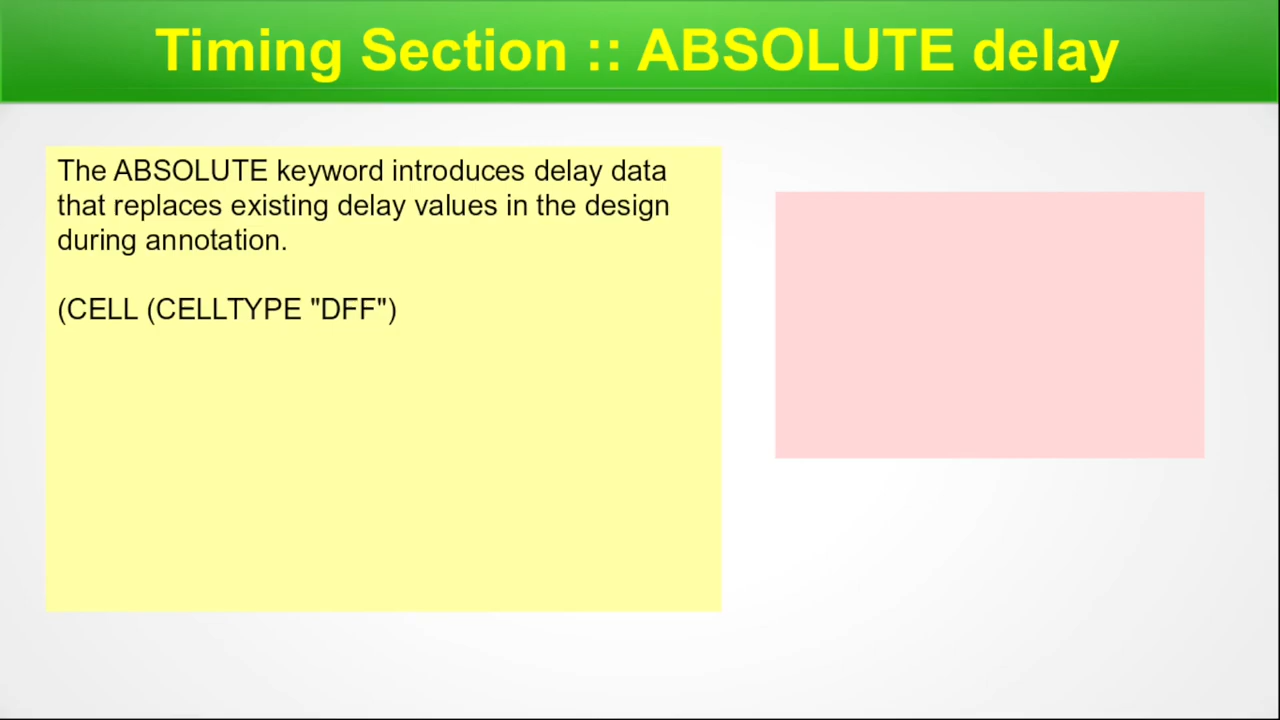 Timing Section :: ABSOLUTE delay
The ABSOLUTE keyword introduces delay data
that replaces existing delay values in the design
during annotation.
(CELL (CELLTYPE "DFF")